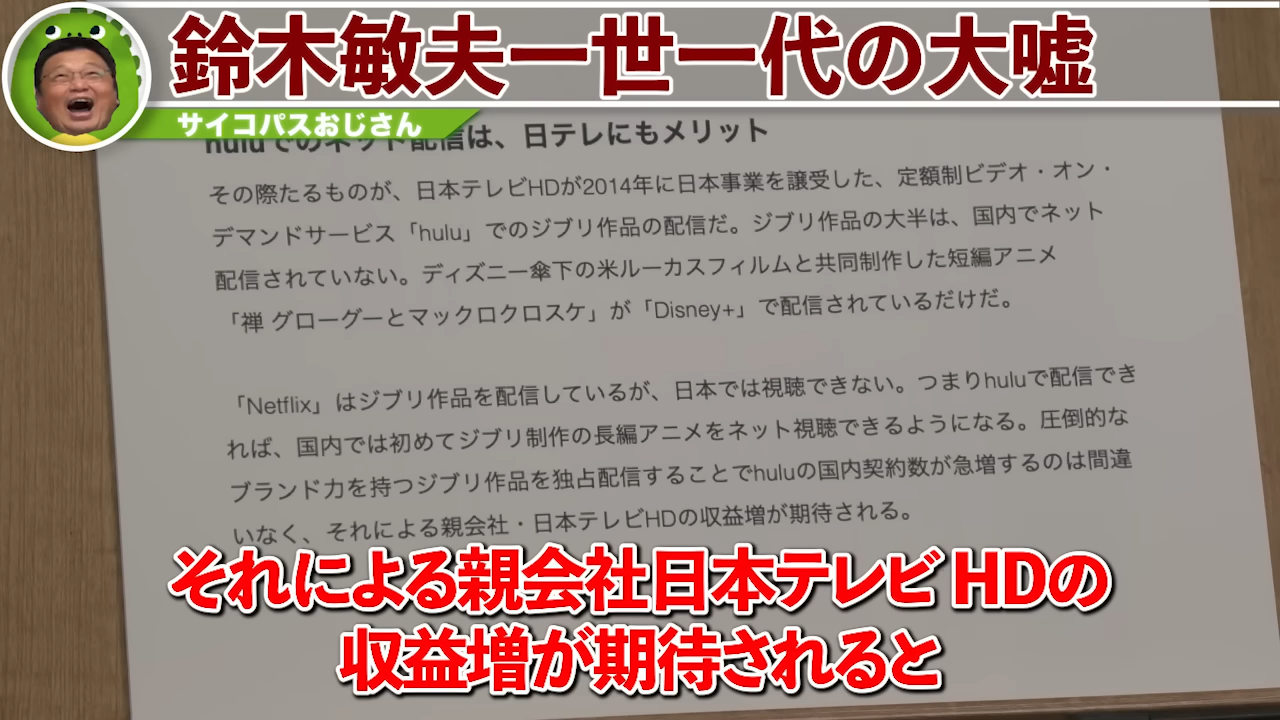 鈴木敏夫一世一代の大嘘
サイコパスおじさん
huluでのネット配信は、日テレにもメリット
その際たるものが、日本テレビHDが2014年に日本事業を譲受した、定額制ビデオ・オン・
デマンドサービス「hulu」でのジブリ作品の配信だ。ジブリ作品の大半は、国内でネット
配信されていない。ディズニー傘下の米ルーカスフィルムと共同制作した短編アニメ
「禅 グローグーとマックロクロスケ」が「Disney+」で配信されているだけだ。
「Netflix」はジブリ作品を配信しているが、日本では視聴できない。つまりhuluで配信でき
れば、国内では初めてジブリ制作の長編アニメをネット視聴できるようになる。圧倒的な
ブランド力を持つジブリ作品を独占配信することでhuluの国内契約数が急増するのは間違
いなく、それによる親会社・日本テレビHDの収益増が期待される。
それによる親会社日本テレビHDの
収益増が期待されると